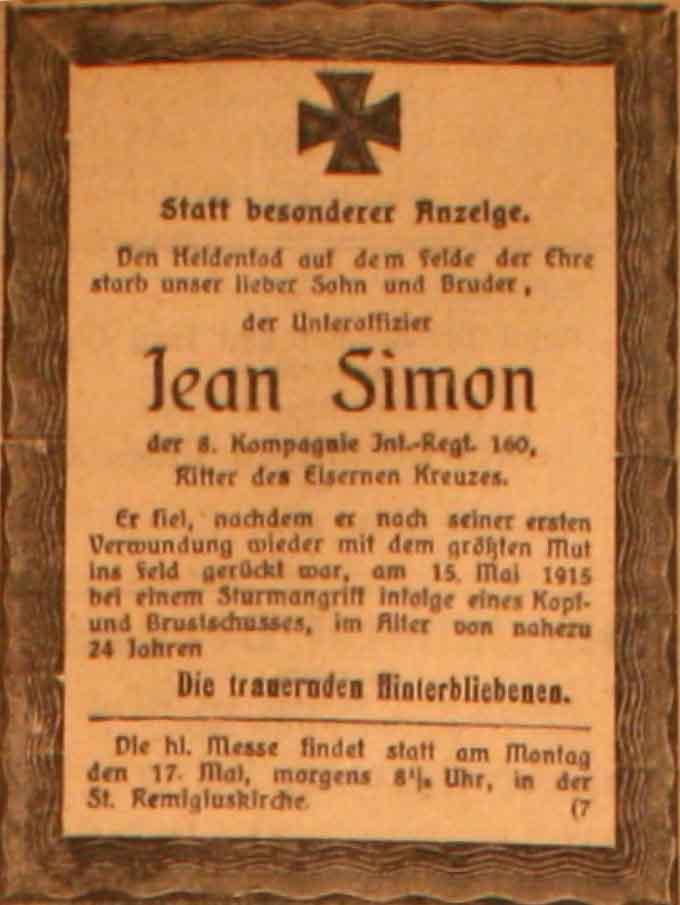 Statt besonderer Anzeige.
Den Heldentod auf dem Felde der Ehre
starb unser lieber Sohn und Bruder,
der Unteroffizier
Jean Simon
der 8. Kompagnie Inf.-Regt. 160,
Ritter des Eisernen Kreuzes.
Er fiel, nachdem er nach seiner ersten
Verwundung wieder mit dem größten Mut
ins Feld gerückt war, am 15. Mai 1915
bei einem Sturmangriff infolge eines Kopf-
und Brustschusses, im Alter von nahezu
24 Jahren
Die trauernden Hinterbliebenen.
Die hl. Messe findet statt am Montag
den 17. Mai, morgens 8¼ Uhr, in der
St. Remigiuskirche. (7